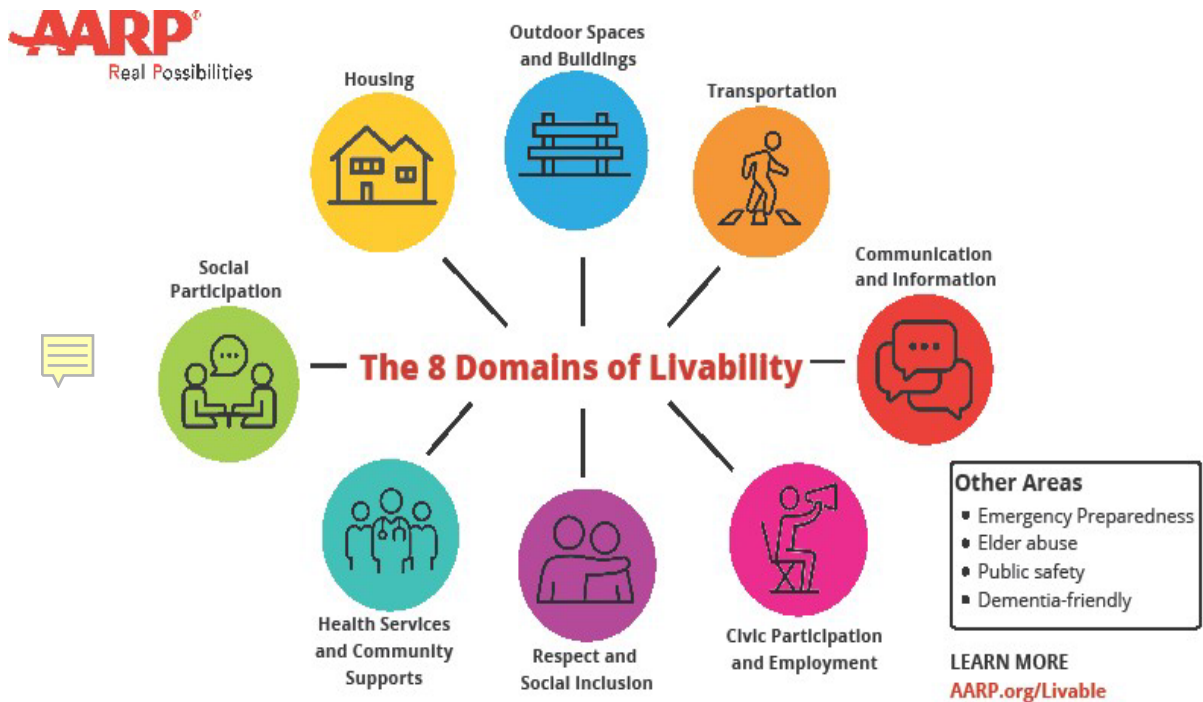 AARP®
Real Possibilities
Outdoor Spaces
and Buildings
Housing
Transportation
Social
Participation
Communication
and Information
The 8 Domains of Livability
Other Areas
▪ Emergency Preparedness
• Elder abuse
• Public safety
▪ Dementia-friendly
Health Services
and Community
Supports
Respect and
Social Inclusion
Civic Participation
and Employment
LEARN MORE
AARP.org/Livable